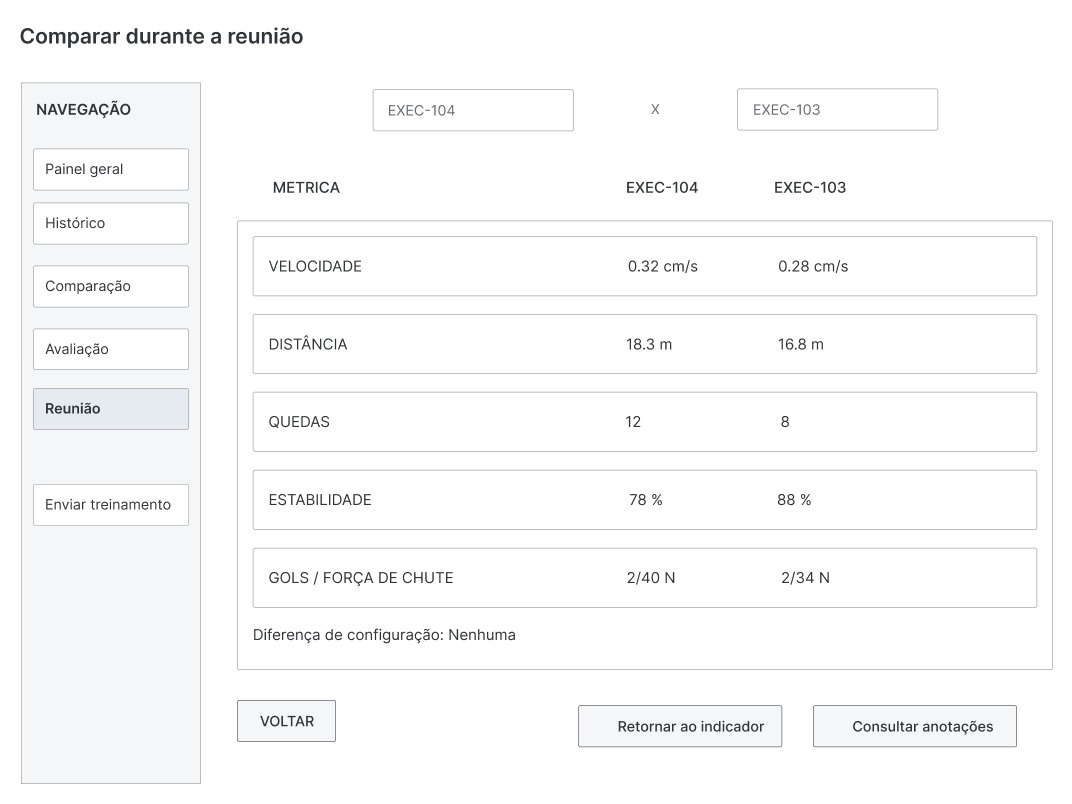 Comparar durante a reunião
NAVEGAÇÃO
Painel geral
Histórico
Comparação
Avaliação
Reunião
Enviar treinamento
EXEC-104 X EXEC-103
METRICA EXEC-104 EXEC-103
VELOCIDADE 0.32 cm/s 0.28 cm/s
DISTÂNCIA 18.3 m 16.8 m
QUEDAS 12 8
ESTABILIDADE 78 % 88 %
GOLS / FORÇA DE CHUTE 2/40 N 2/34 N
Diferença de configuração: Nenhuma
VOLTAR Retornar ao indicador Consultar anotações